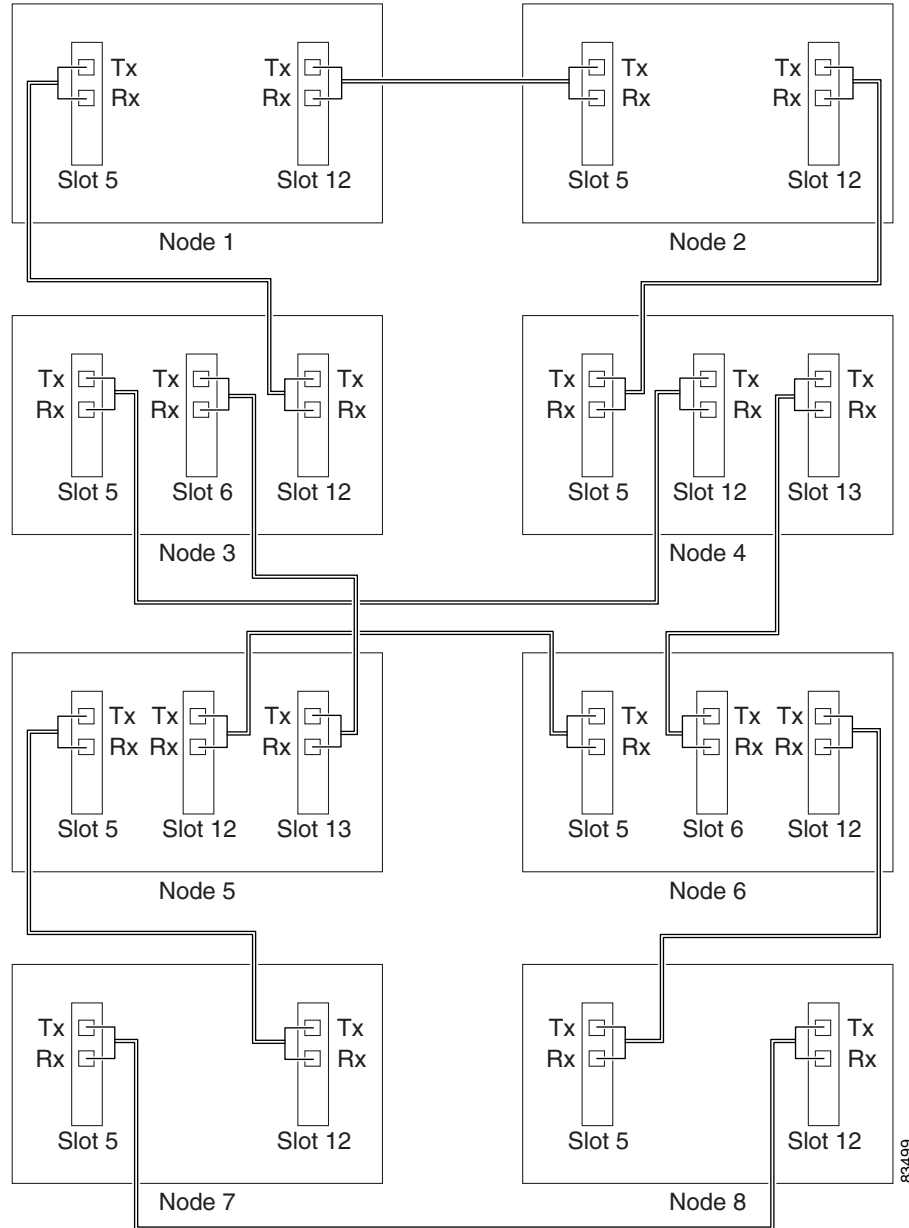 Tx Tx Tx Tx
Rx Rx Rx Rx
Slot 5 Slot 12 Slot 5 Slot 12
Node 1 Node 2
Tx Tx Tx Tx Tx Tx
Rx Rx Rx Rx Rx Rx
Slot 5 Slot 6 Slot 12 Slot 5 Slot 12 Slot 13
Node 3 Node 4
Tx Tx Tx Tx Tx Tx
Rx Rx Rx Rx Rx Rx
Slot 5 Slot 12 Slot 13 Slot 5 Slot 6 Slot 12
Node 5 Node 6
Tx Tx Tx Tx
Rx Rx Rx Rx
Slot 5 Slot 12 Slot 5 Slot 12
Node 7 Node 8
83499